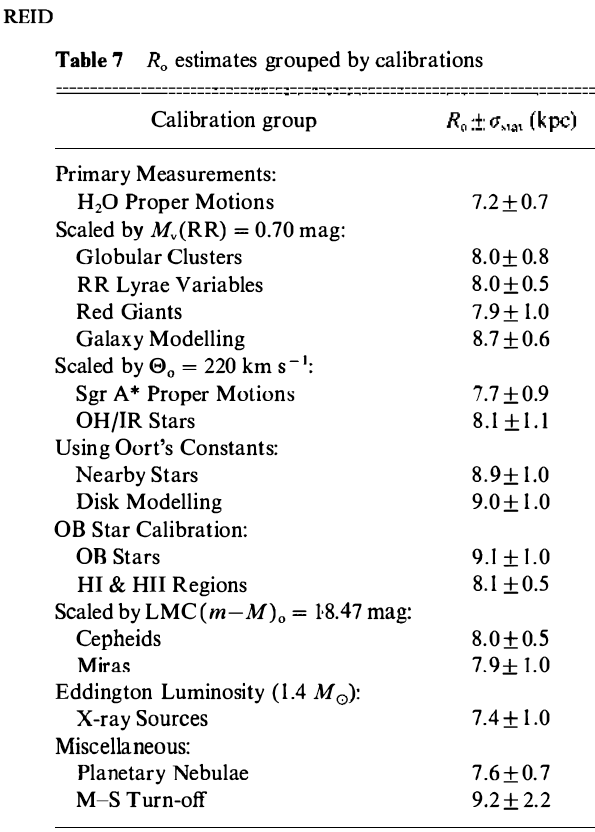 REID
Table 7 Rₒ estimates grouped by calibrations
Calibration group R₀ ± σstat (kpc)
Primary Measurements:
H₂O Proper Motions 7.2±0.7
Scaled by Mᵥ(RR) = 0.70 mag:
Globular Clusters 8.0±0.8
RR Lyrae Variables 8.0±0.5
Red Giants 7.9±1.0
Galaxy Modelling 8.7±0.6
Scaled by Θₒ = 220 km s⁻¹:
Sgr A* Proper Motions 7.7±0.9
OH/IR Stars 8.1±1.1
Using Oort's Constants:
Nearby Stars 8.9±1.0
Disk Modelling 9.0±1.0
OB Star Calibration:
OB Stars 9.1±1.0
HI & HII Regions 8.1±0.5
Scaled by LMC(m−M)ₒ = 18.47 mag:
Cepheids 8.0±0.5
Miras 7.9±1.0
Eddington Luminosity (1.4 M⊙):
X-ray Sources 7.4±1.0
Miscellaneous:
Planetary Nebulae 7.6±0.7
M–S Turn-off 9.2±2.2